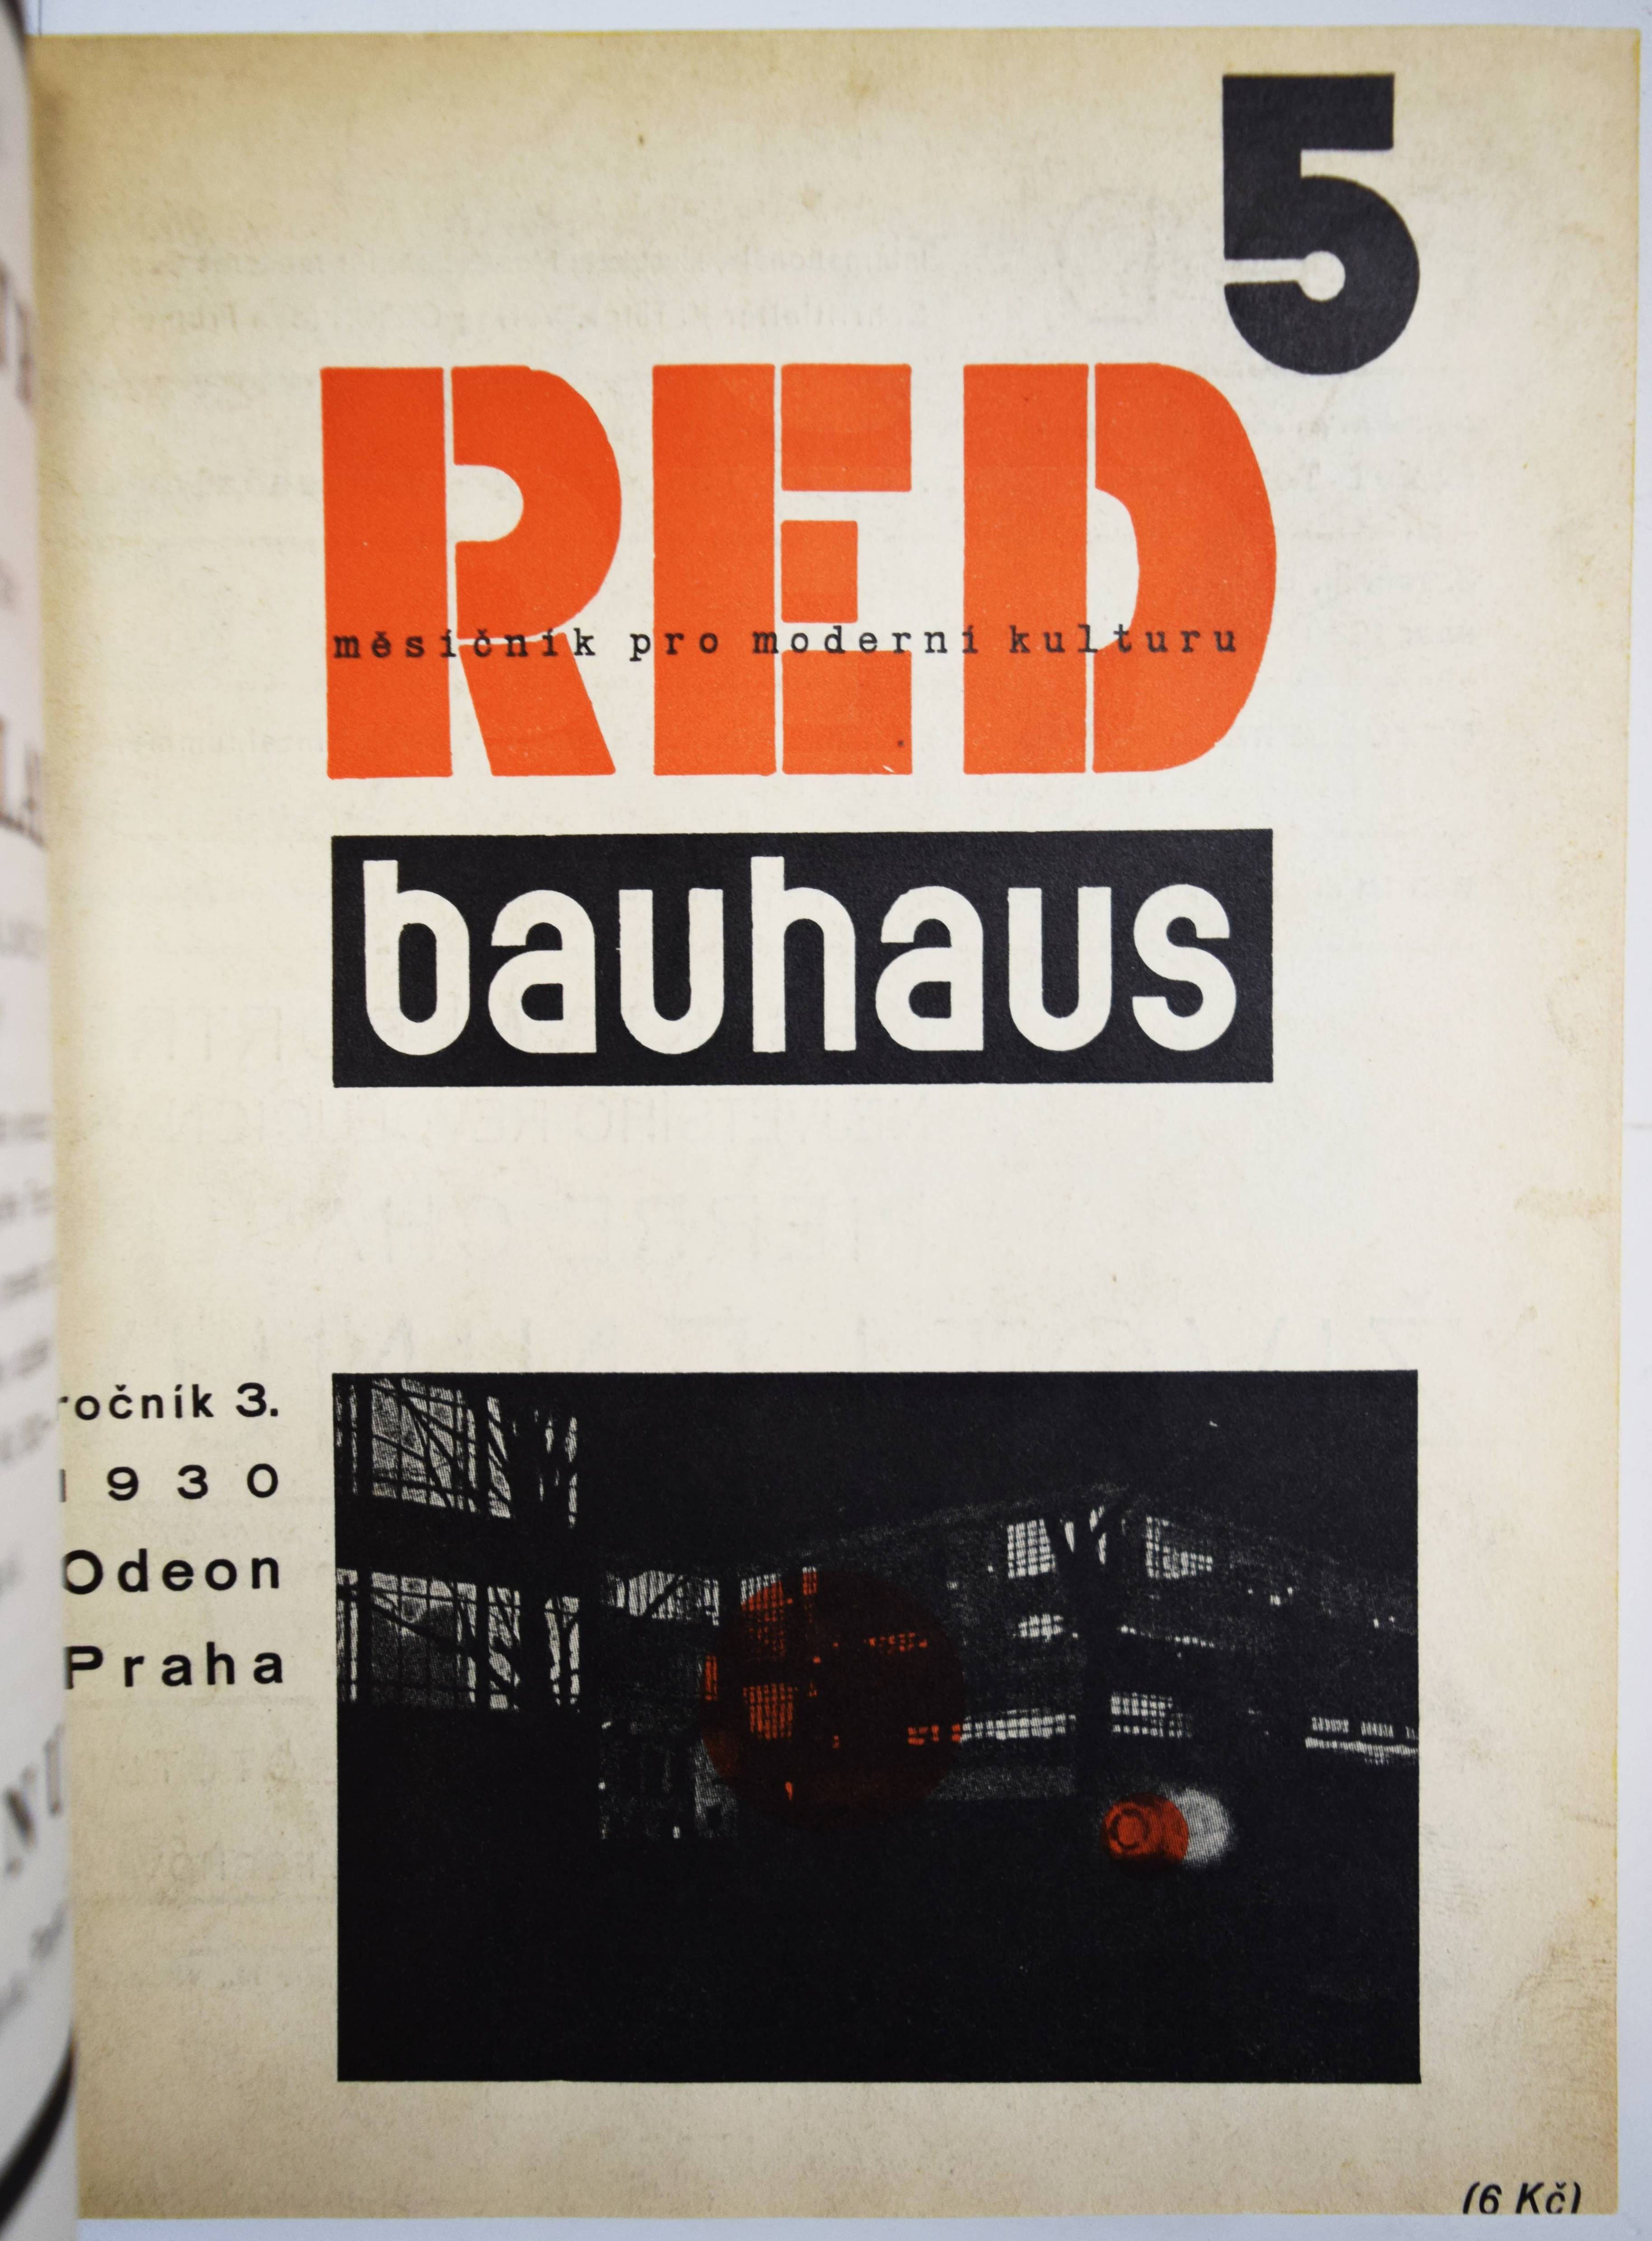 5
RED
měsíčník pro moderní kulturu
bauhaus
ročník 3.
1930
Odeon
Praha
(6 Kč)